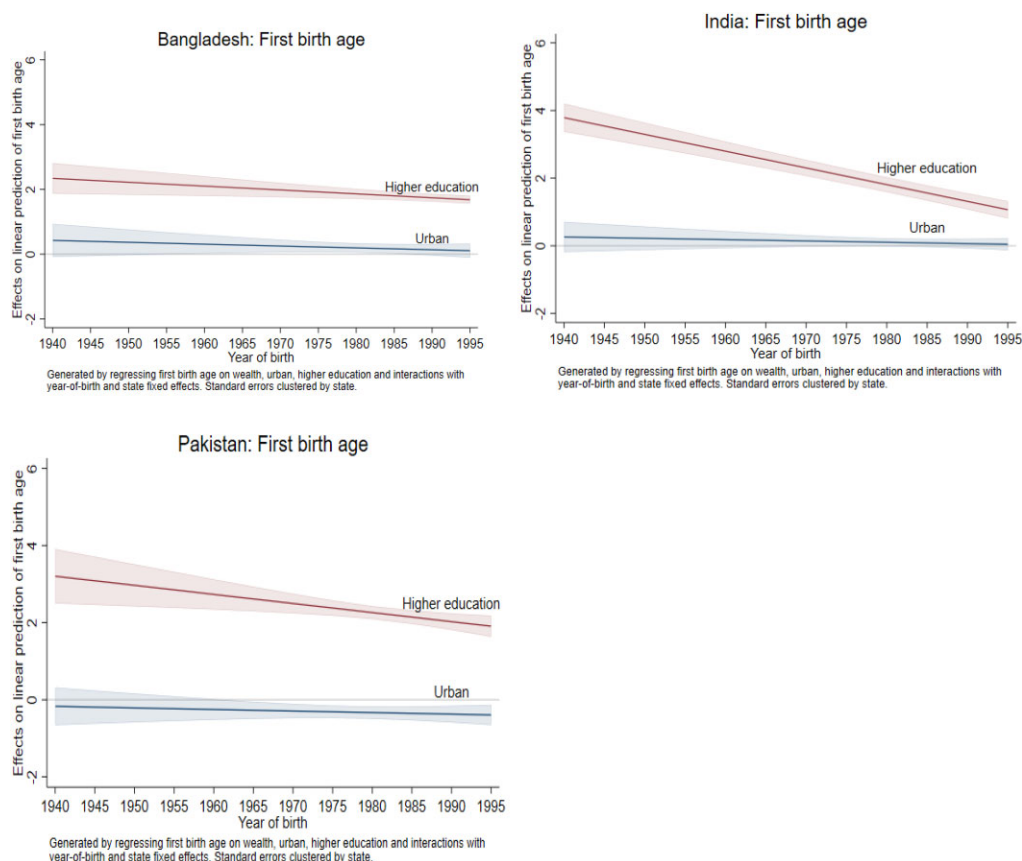 Bangladesh: First birth age
Effects on linear prediction of first birth age
6
4
2
0
-2
Higher education
Urban
1940 1945 1950 1955 1960 1965 1970 1975 1980 1985 1990 1995
Year of birth
Generated by regressing first birth age on wealth, urban, higher education and interactions with
year-of-birth and state fixed effects. Standard errors clustered by state.
India: First birth age
Effects on linear prediction of first birth age
6
4
2
0
-2
Higher education
Urban
1940 1945 1950 1955 1960 1965 1970 1975 1980 1985 1990 1995
Year of birth
Generated by regressing first birth age on wealth, urban, higher education and interactions with
year-of-birth and state fixed effects. Standard errors clustered by state.
Pakistan: First birth age
Effects on linear prediction of first birth age
6
4
2
0
-2
Higher education
Urban
1940 1945 1950 1955 1960 1965 1970 1975 1980 1985 1990 1995
Year of birth
Generated by regressing first birth age on wealth, urban, higher education and interactions with
year-of-birth and state fixed effects. Standard errors clustered by state.